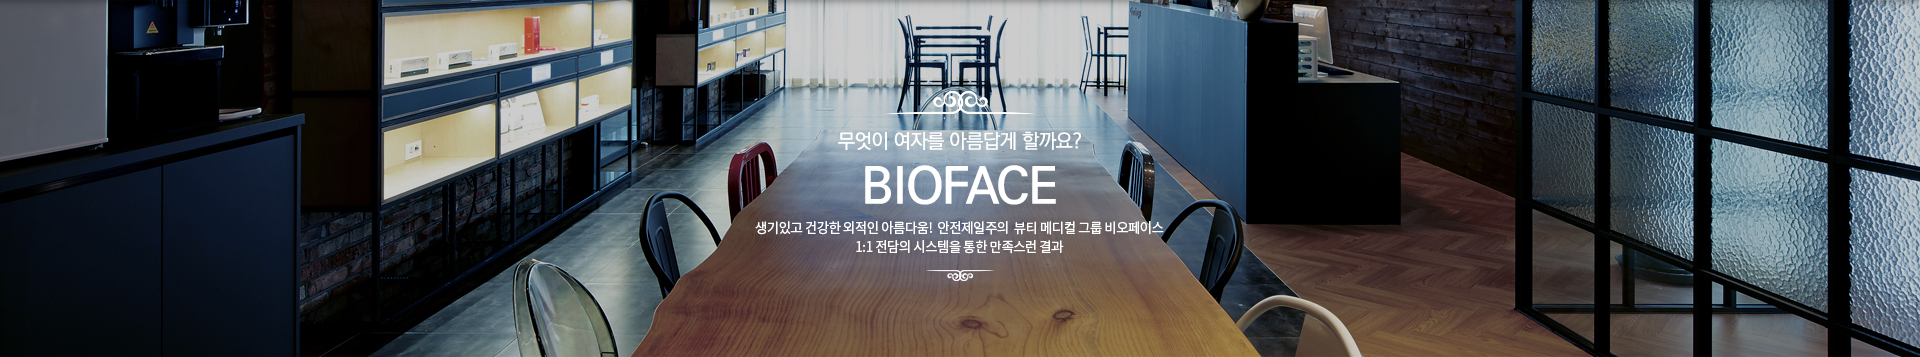 무엇이 여자를 아름답게 할까요?
BIOFACE
생기있고 건강한 외적인 아름다움! 안전제일주의 뷰티 메디컬 그룹 비오페이스
1:1 전담의 시스템을 통한 만족스런 결과